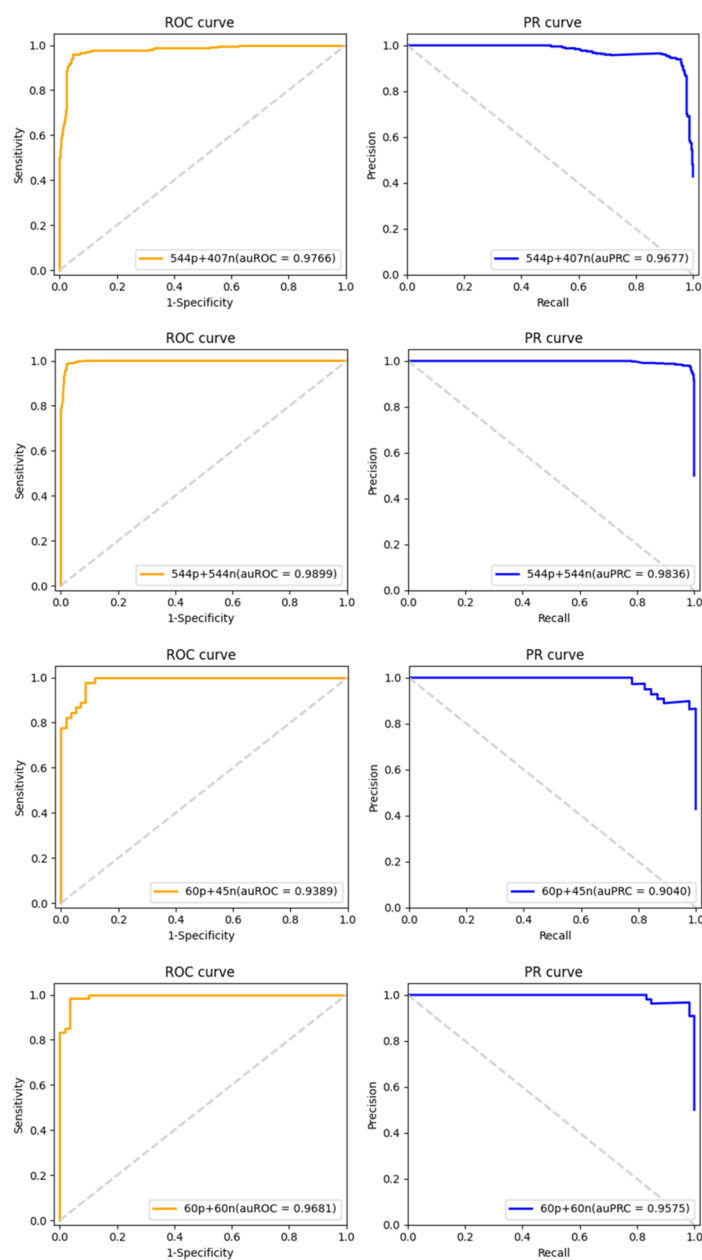 ROC curve
PR curve
1.0
0.8
0.6
0.4
0.2
0.0
Sensitivity
544p+407n(auROC = 0.9766)
0.0 0.2 0.4 0.6 0.8 1.0
1-Specificity
1.0
0.8
0.6
0.4
0.2
0.0
Precision
544p+407n(auPRC = 0.9677)
0.0 0.2 0.4 0.6 0.8 1.0
Recall
ROC curve
PR curve
1.0
0.8
0.6
0.4
0.2
0.0
Sensitivity
544p+544n(auROC = 0.9899)
0.0 0.2 0.4 0.6 0.8 1.0
1-Specificity
1.0
0.8
0.6
0.4
0.2
0.0
Precision
544p+544n(auPRC = 0.9836)
0.0 0.2 0.4 0.6 0.8 1.0
Recall
ROC curve
PR curve
1.0
0.8
0.6
0.4
0.2
0.0
Sensitivity
60p+45n(auROC = 0.9389)
0.0 0.2 0.4 0.6 0.8 1.0
1-Specificity
1.0
0.8
0.6
0.4
0.2
0.0
Precision
60p+45n(auPRC = 0.9040)
0.0 0.2 0.4 0.6 0.8 1.0
Recall
ROC curve
PR curve
1.0
0.8
0.6
0.4
0.2
0.0
Sensitivity
60p+60n(auROC = 0.9681)
0.0 0.2 0.4 0.6 0.8 1.0
1-Specificity
1.0
0.8
0.6
0.4
0.2
0.0
Precision
60p+60n(auPRC = 0.9575)
0.0 0.2 0.4 0.6 0.8 1.0
Recall